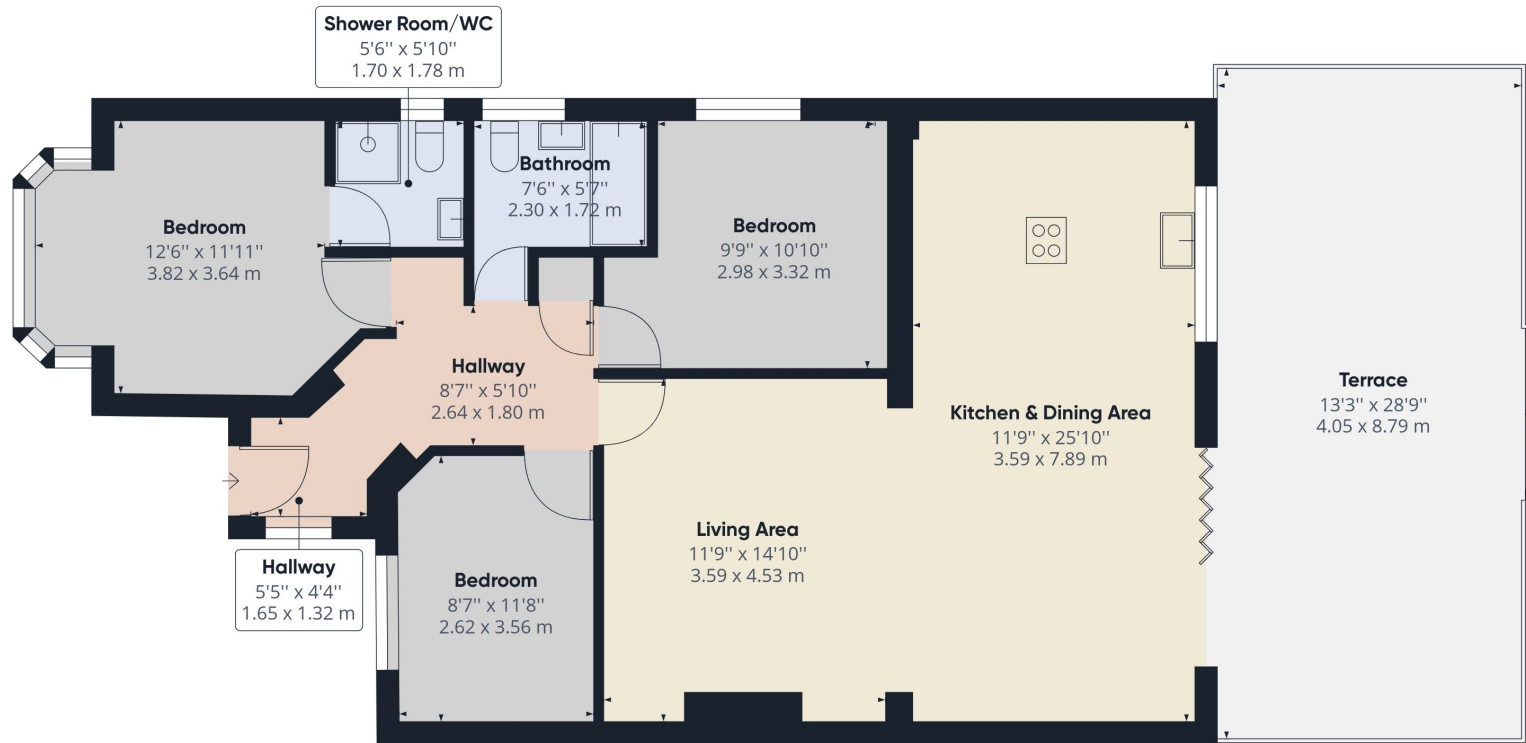 Shower Room/WC
5'6'' x 5'10''
1.70 x 1.78 m
Bedroom
12'6'' x 11'11''
3.82 x 3.64 m
Bathroom
7'6'' x 5'7''
2.30 x 1.72 m
Bedroom
9'9'' x 10'10''
2.98 x 3.32 m
Hallway
8'7'' x 5'10''
2.64 x 1.80 m
Kitchen & Dining Area
11'9'' x 25'10''
3.59 x 7.89 m
Terrace
13'3'' x 28'9''
4.05 x 8.79 m
Living Area
11'9'' x 14'10''
3.59 x 4.53 m
Hallway
5'5'' x 4'4''
1.65 x 1.32 m
Bedroom
8'7'' x 11'8''
2.62 x 3.56 m